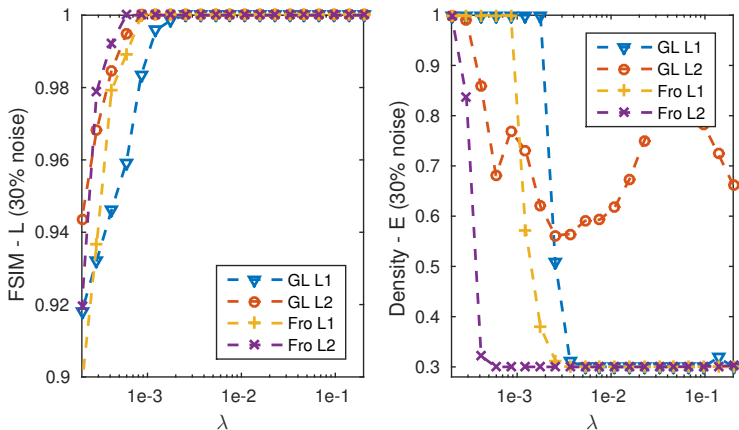 FSIM - L (30% noise)
1
0.98
0.96
0.94
0.92
0.9
1e-3
1e-2
1e-1
λ
GL L1
GL L2
Fro L1
Fro L2
Density - E (30% noise)
1
0.9
0.8
0.7
0.6
0.5
0.4
0.3
1e-3
1e-2
1e-1
λ
GL L1
GL L2
Fro L1
Fro L2